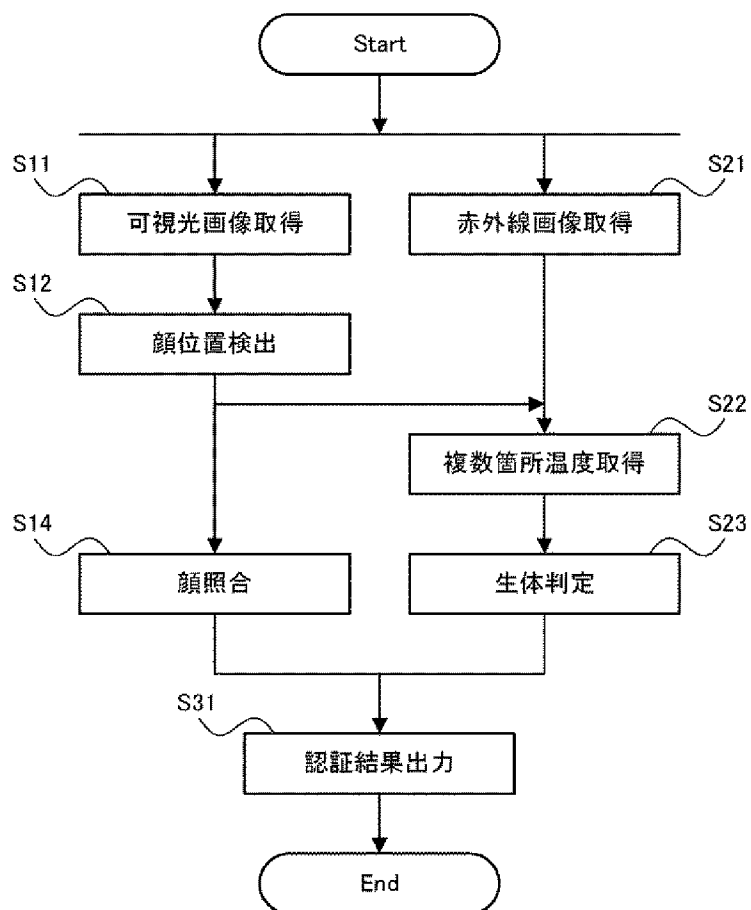 Start
S11
可視光画像取得
S21
赤外線画像取得
S12
顔位置検出
S22
複数箇所温度取得
S14
顔照合
S23
生体判定
S31
認証結果出力
End